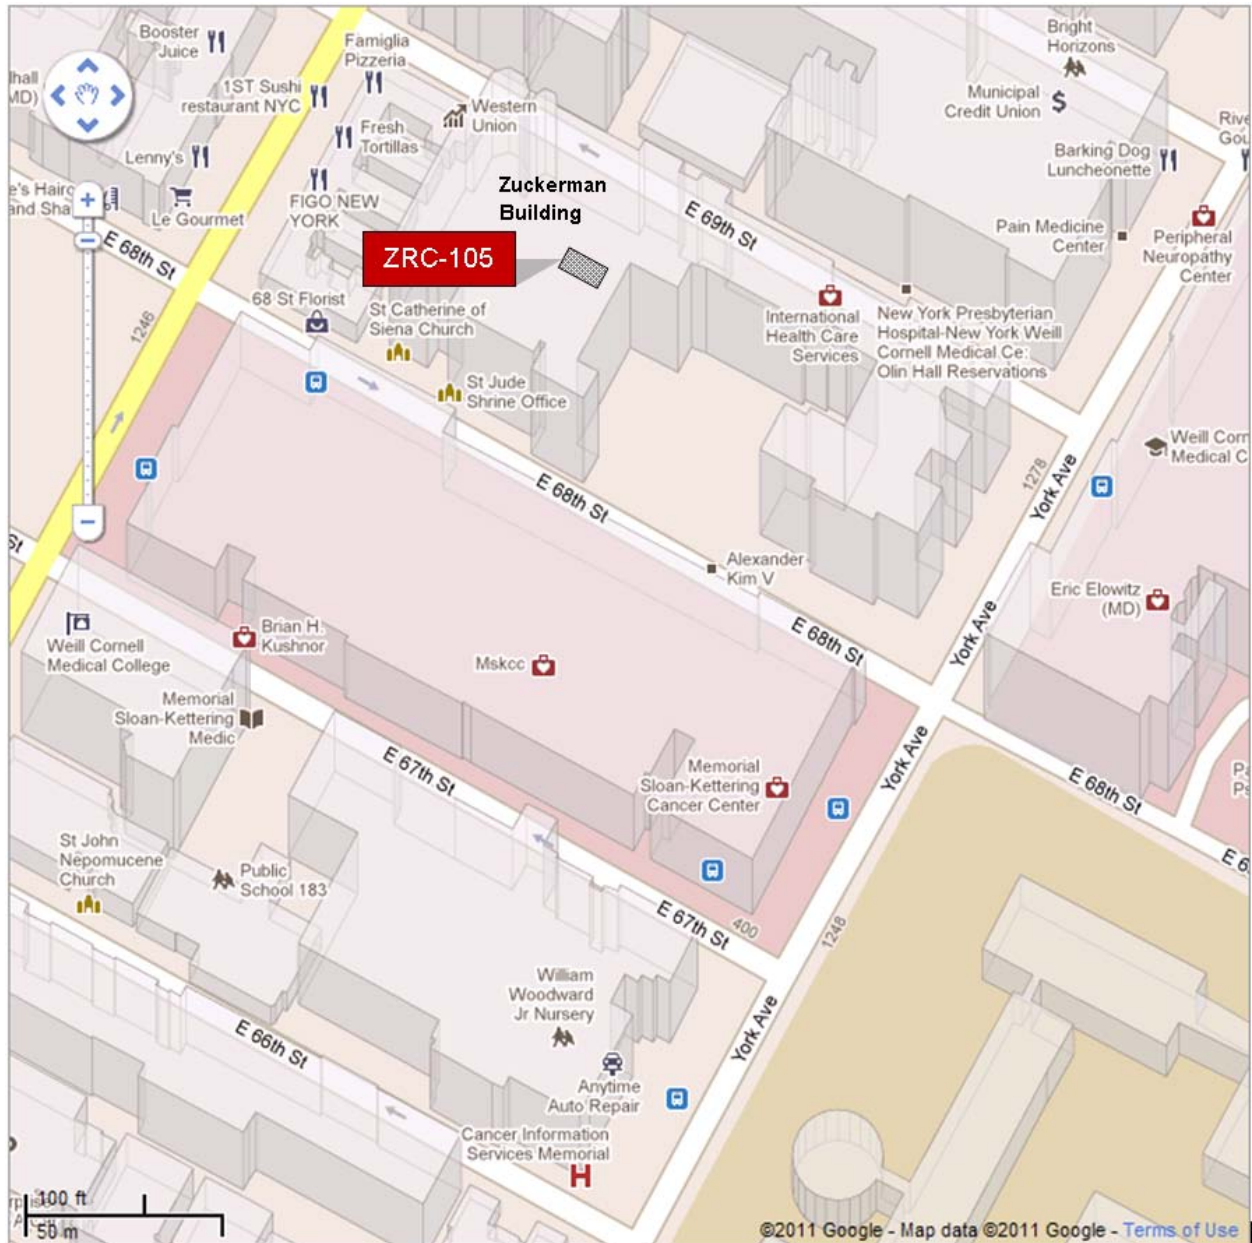 Booster
Juice
Famiglia
Pizzeria
Bright
Horizons
lhall
MD)
1ST Sushi
restaurant NYC
Western
Union
Municipal
Credit Union
$
Fresh
Tortillas
Lenny's
Barking Dog
Luncheonette
Zuckerman
Building
FIGO NEW
YORK
Le Gourmet
E 69th St
Pain Medicine
Center
Peripheral
Neuropathy
Center
E 68th St
ZRC-105
68 St Florist
St Catherine of
Siena Church
International
Health Care
Services
New York Presbyterian
Hospital-New York Weill
Cornell Medical Ce:
Olin Hall Reservations
1246
St Jude
Shrine Office
Weill Corn
Medical C
1278
York Ave
E 68th St
St
Alexander
Kim V
Eric Elowitz
(MD)
Weill Cornell
Medical College
Brian H.
Kushnor
E 68th St
York Ave
Mskcc
Memorial
Sloan-Kettering
Medic
E 67th St
Memorial
Sloan-Kettering
Cancer Center
York Ave
E 68th St
St John
Nepomucene
Church
Public
School 183
E 67th St
400
1248
William
Woodward
Jr Nursery
E 66th St
York Ave
Anytime
Auto Repair
Cancer Information
Services Memorial
H
100 ft
50 m
©2011 Google - Map data ©2011 Google - Terms of Use